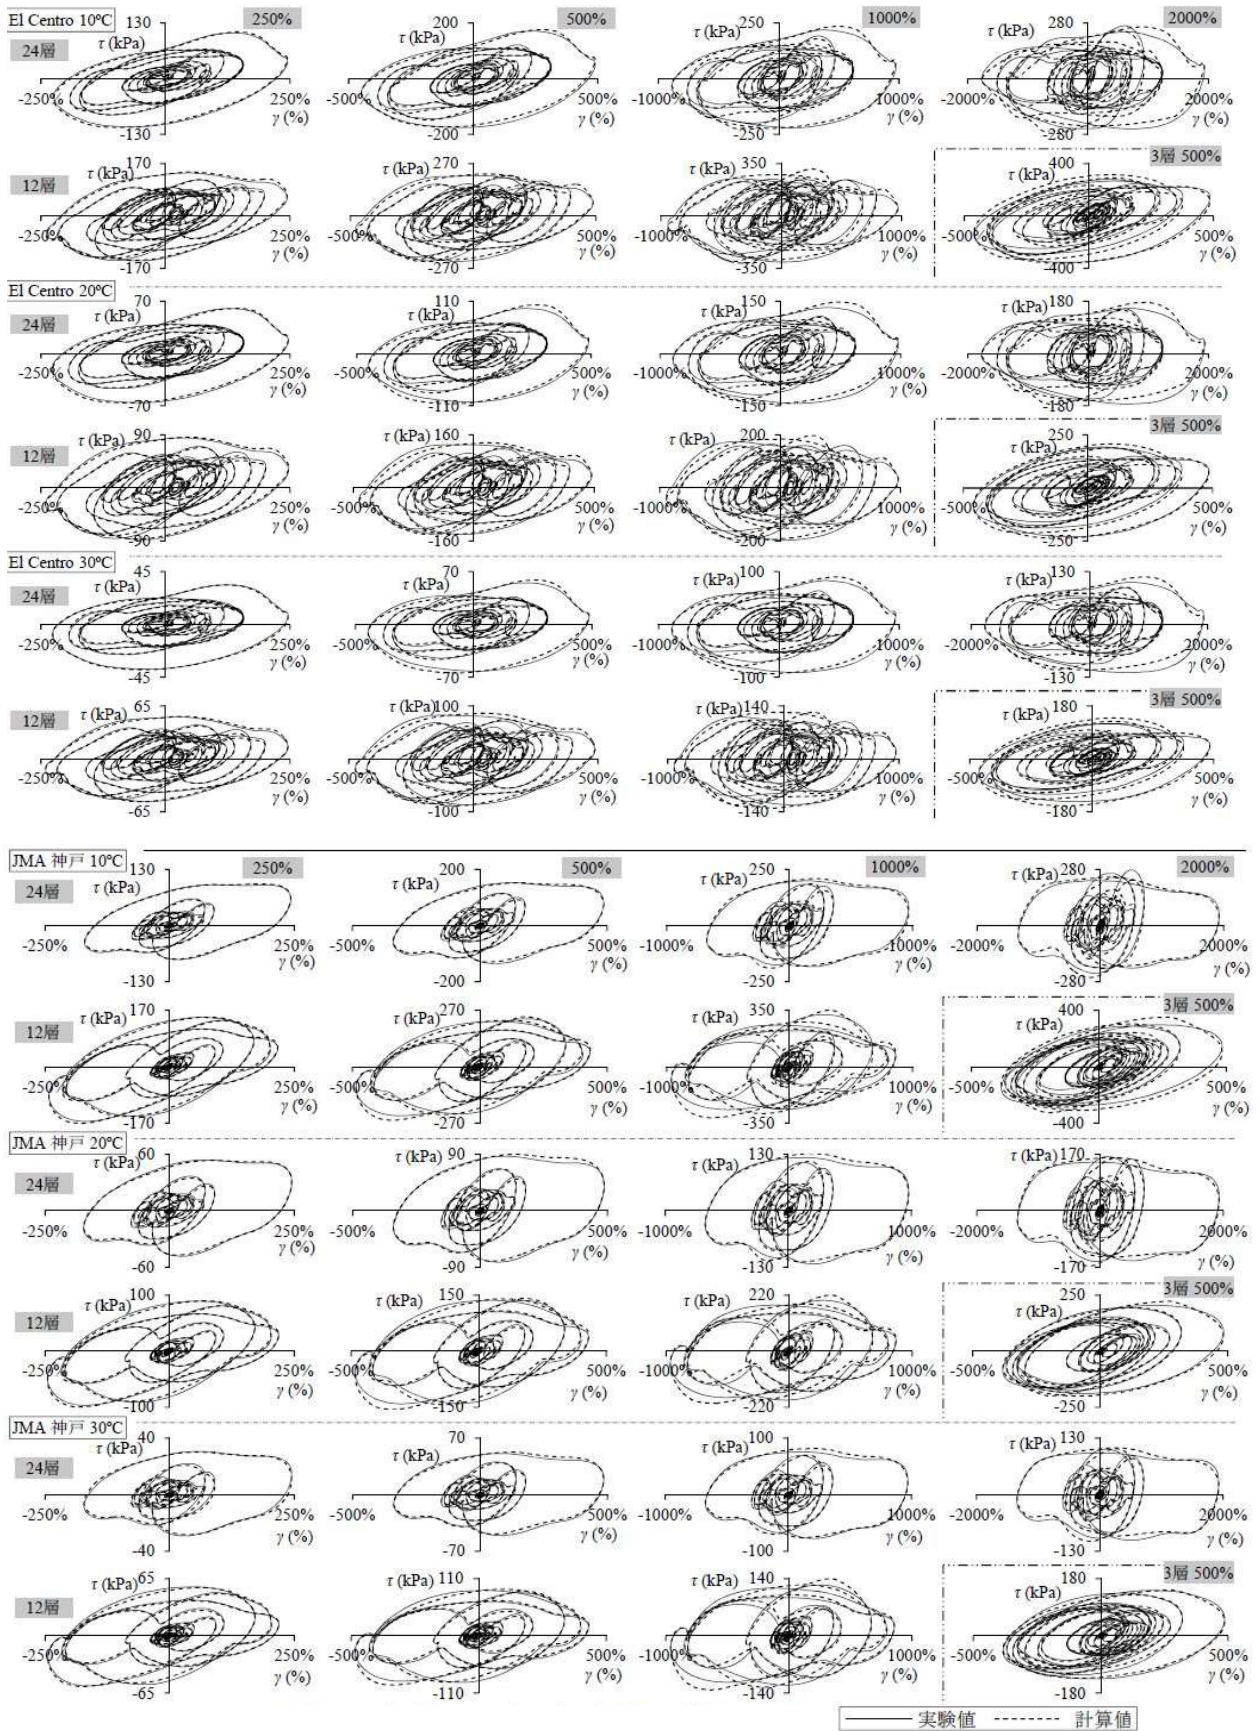 El Centro 10℃
250%
500%
1000%
2000%
24層
130
τ (kPa)
-250%
250%
γ (%)
-130
200
τ (kPa)
-500%
500%
γ (%)
-200
250
τ (kPa)
-1000%
1000%
γ (%)
-250
280
τ (kPa)
-2000%
2000%
γ (%)
-280
12層
170
τ (kPa)
-250%
250%
γ (%)
-170
270
τ (kPa)
-500%
500%
γ (%)
-270
350
τ (kPa)
-1000%
1000%
γ (%)
-350
3層 500%
400
τ (kPa)
-500%
500%
γ (%)
-400
El Centro 20℃
24層
70
τ (kPa)
-250%
250%
γ (%)
-70
110
τ (kPa)
-500%
500%
γ (%)
-110
150
τ (kPa)
-1000%
1000%
γ (%)
-150
180
τ (kPa)
-2000%
2000%
γ (%)
-180
12層
90
τ (kPa)
-250%
250%
γ (%)
-90
160
τ (kPa)
-500%
500%
γ (%)
-160
200
τ (kPa)
-1000%
1000%
γ (%)
-200
3層 500%
250
τ (kPa)
-500%
500%
γ (%)
-250
El Centro 30℃
24層
45
τ (kPa)
-250%
250%
γ (%)
-45
70
τ (kPa)
-500%
500%
γ (%)
-70
100
τ (kPa)
-1000%
1000%
γ (%)
-100
130
τ (kPa)
-2000%
2000%
γ (%)
-130
12層
65
τ (kPa)
-250%
250%
γ (%)
-65
100
τ (kPa)
-500%
500%
γ (%)
-100
140
τ (kPa)
-1000%
1000%
γ (%)
-140
3層 500%
180
τ (kPa)
-500%
500%
γ (%)
-180
JMA 神戸 10℃
250%
500%
1000%
2000%
24層
130
τ (kPa)
-250%
250%
γ (%)
-130
200
τ (kPa)
-500%
500%
γ (%)
-200
250
τ (kPa)
-1000%
1000%
γ (%)
-250
280
τ (kPa)
-2000%
2000%
γ (%)
-280
12層
170
τ (kPa)
-250%
250%
γ (%)
-170
270
τ (kPa)
-500%
500%
γ (%)
-270
350
τ (kPa)
-1000%
1000%
γ (%)
-350
3層 500%
400
τ (kPa)
-500%
500%
γ (%)
-400
JMA 神戸 20℃
24層
60
τ (kPa)
-250%
250%
γ (%)
-60
90
τ (kPa)
-500%
500%
γ (%)
-90
130
τ (kPa)
-1000%
1000%
γ (%)
-130
170
τ (kPa)
-2000%
2000%
γ (%)
-170
12層
100
τ (kPa)
-250%
250%
γ (%)
-100
150
τ (kPa)
-500%
500%
γ (%)
-150
220
τ (kPa)
-1000%
1000%
γ (%)
-220
3層 500%
250
τ (kPa)
-500%
500%
γ (%)
-250
JMA 神戸 30℃
24層
40
τ (kPa)
-250%
250%
γ (%)
-40
70
τ (kPa)
-500%
500%
γ (%)
-70
100
τ (kPa)
-1000%
1000%
γ (%)
-100
130
τ (kPa)
-2000%
2000%
γ (%)
-130
12層
65
τ (kPa)
-250%
250%
γ (%)
-65
110
τ (kPa)
-500%
500%
γ (%)
-110
140
τ (kPa)
-1000%
1000%
γ (%)
-140
3層 500%
180
τ (kPa)
-500%
500%
γ (%)
-180
実験値
計算値